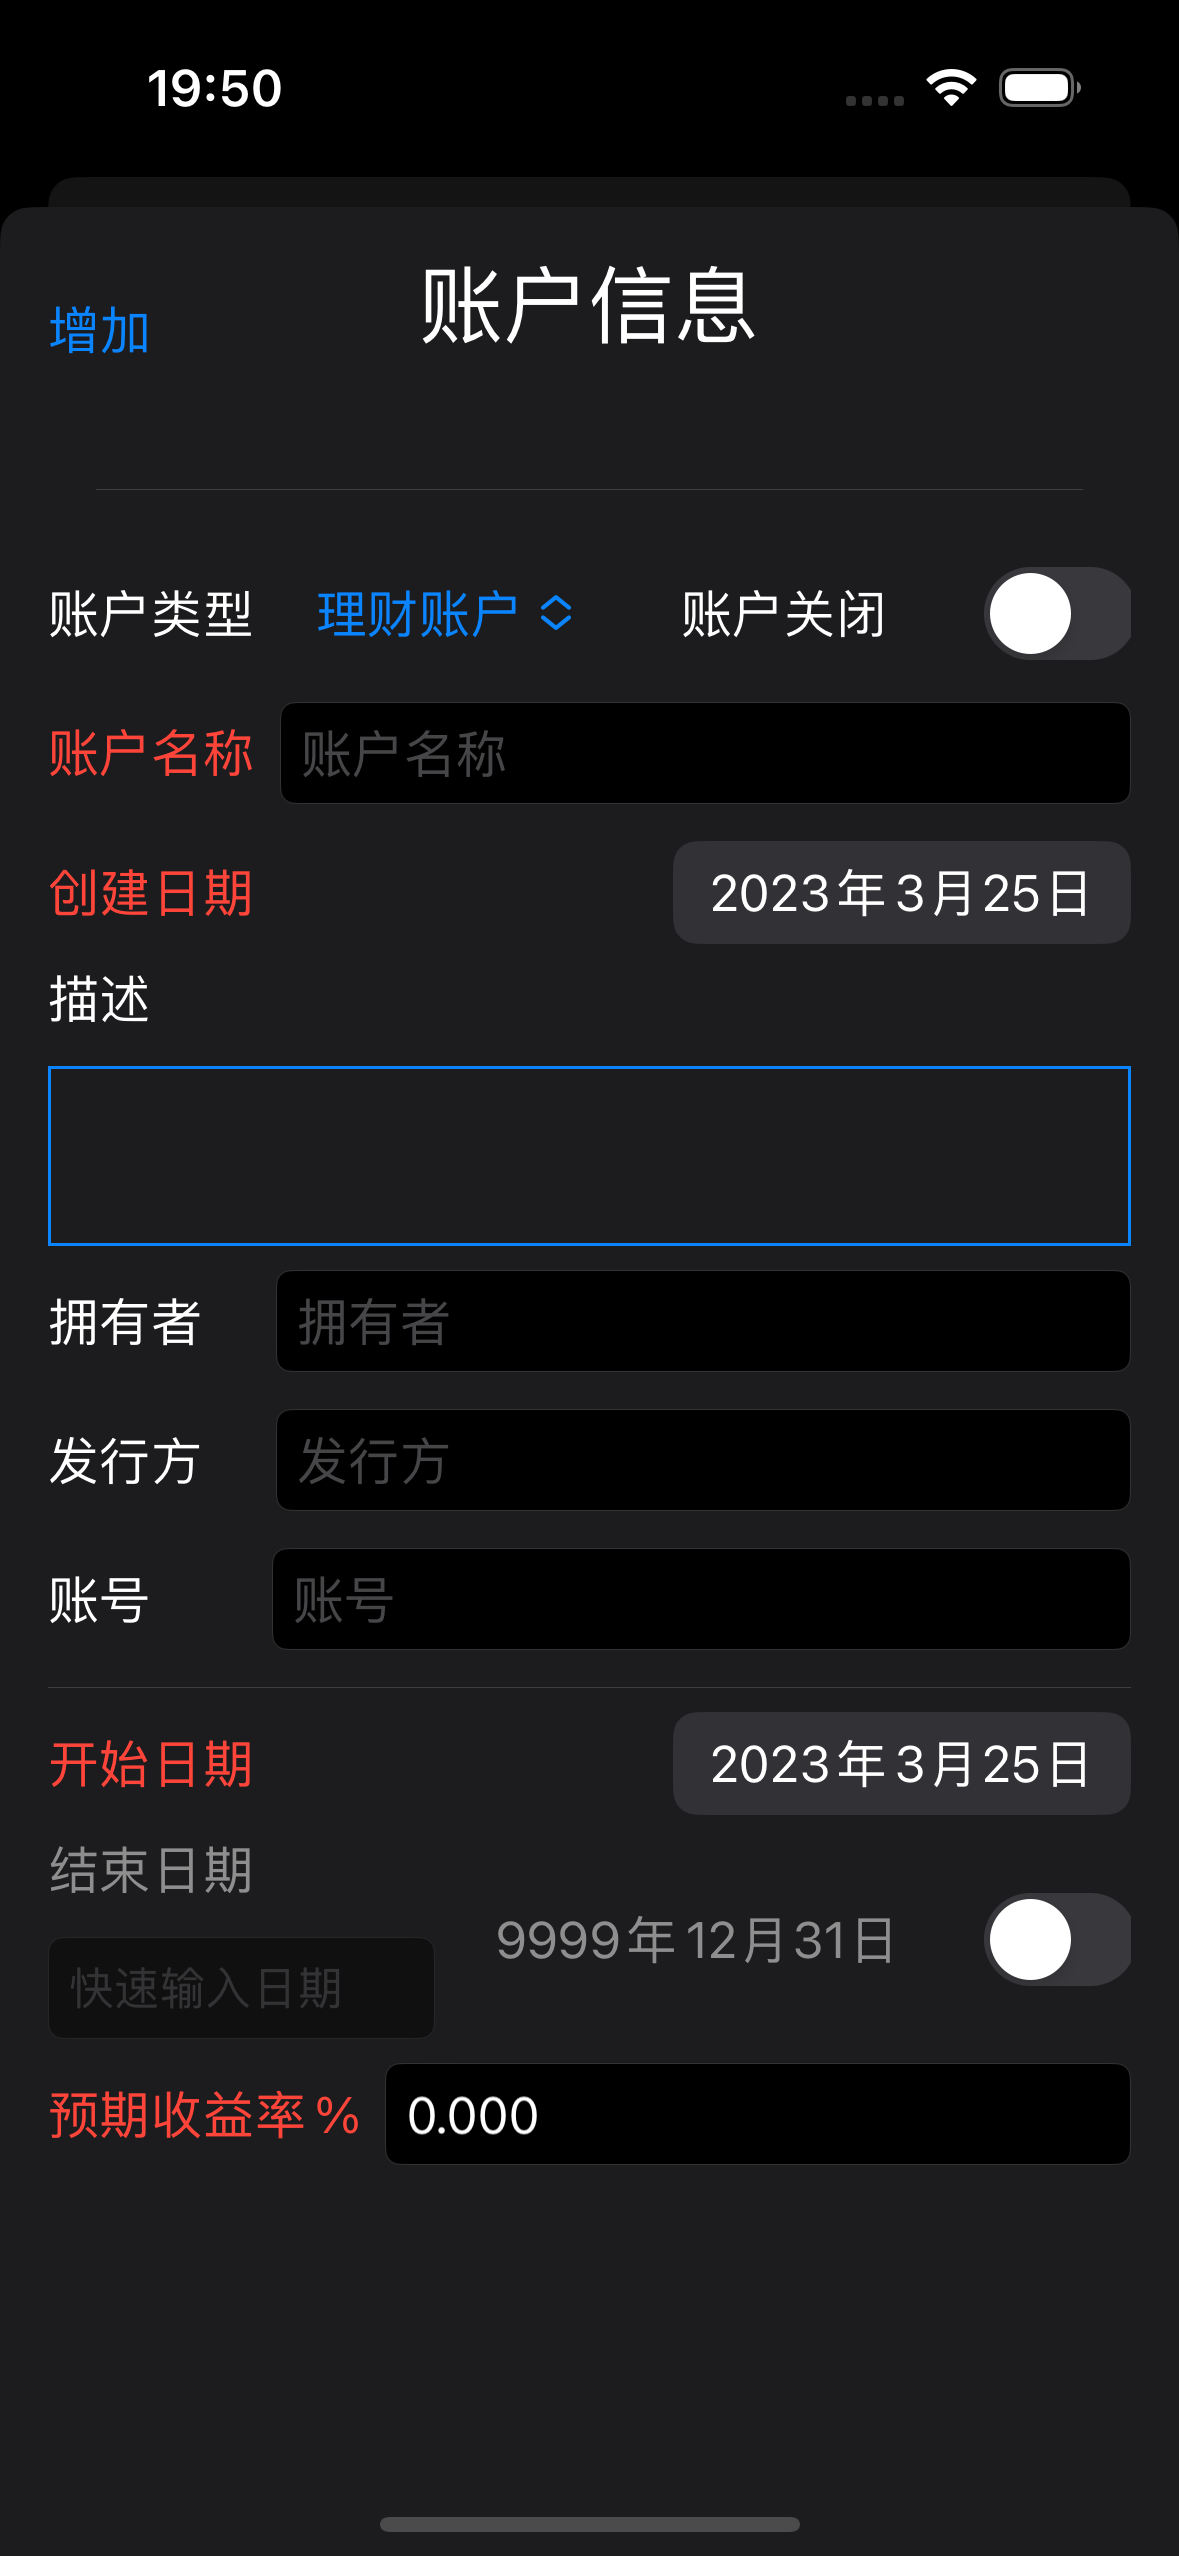 19:50
账户信息
增加
账户类型 理财账户 账户关闭
账户名称 账户名称
创建日期 2023年3月25日
描述
拥有者 拥有者
发行方 发行方
账号 账号
开始日期 2023年3月25日
结束日期
9999年12月31日
快速输入日期
预期收益率% 0.000